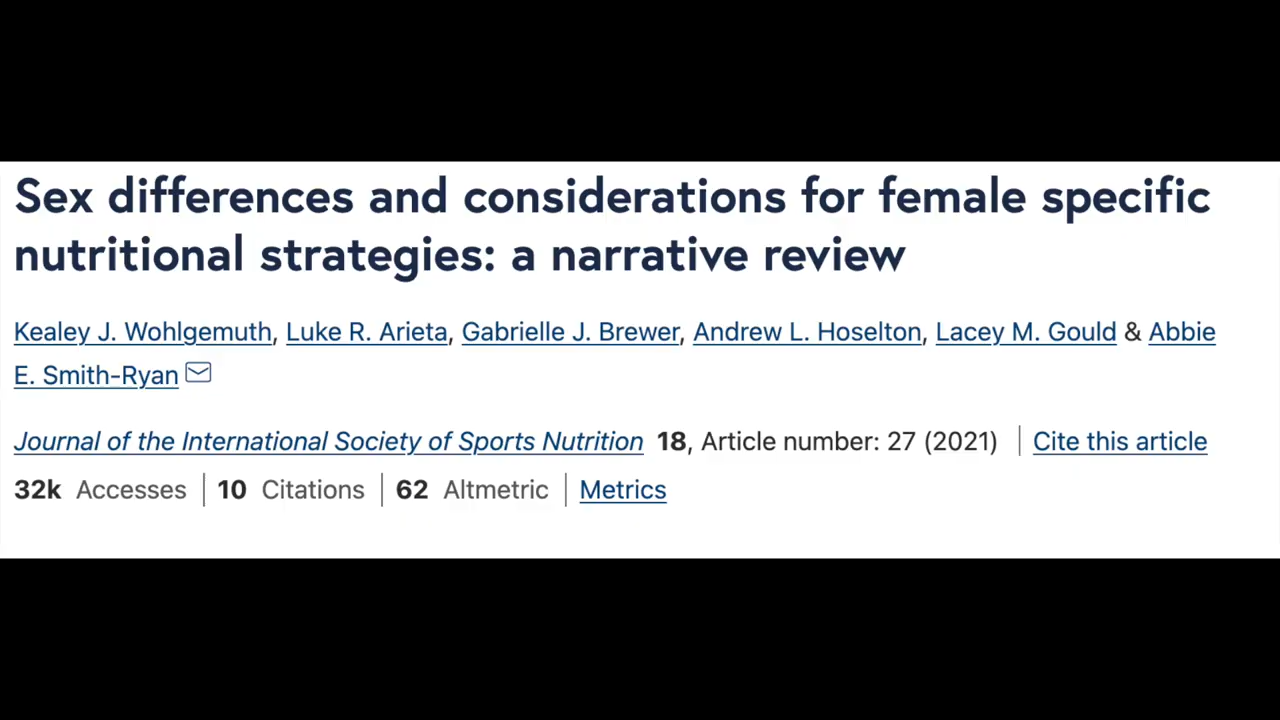 Sex differences and considerations for female specific
nutritional strategies: a narrative review
Kealey J. Wohlgemuth, Luke R. Arieta, Gabrielle J. Brewer, Andrew L. Hoselton, Lacey M. Gould & Abbie
E. Smith-Ryan
Journal of the International Society of Sports Nutrition 18, Article number: 27 (2021) | Cite this article
32k Accesses | 10 Citations | 62 Altmetric | Metrics